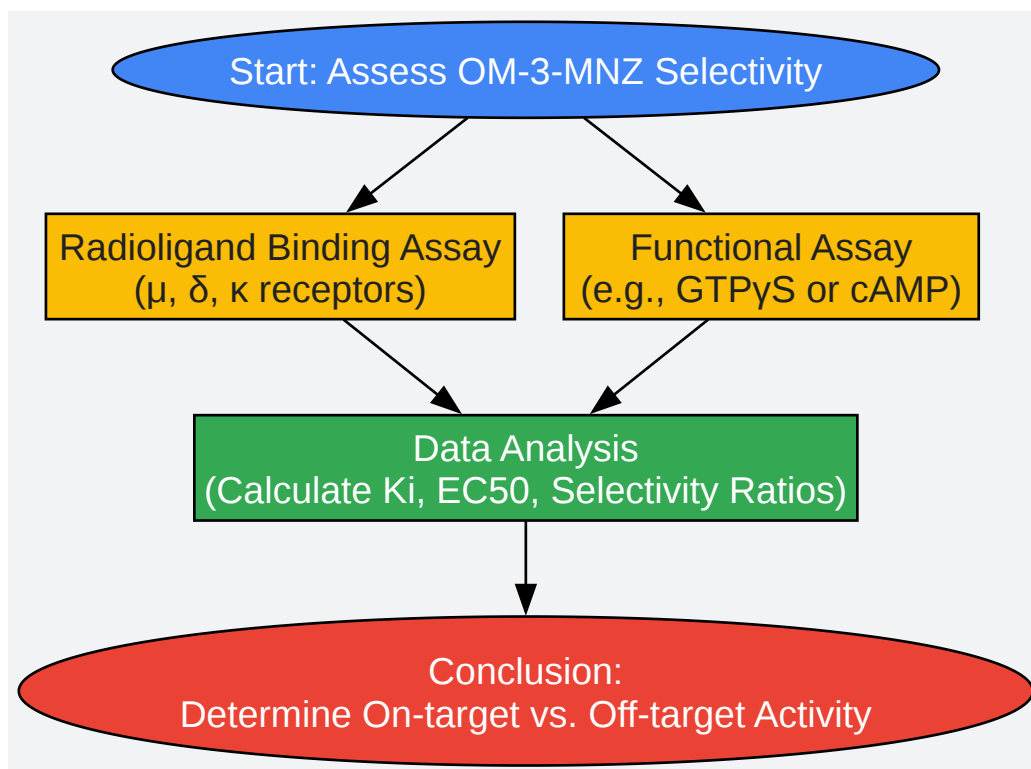 Start: Assess OM-3-MNZ Selectivity
Radioligand Binding Assay
(μ, δ, κ receptors)
Functional Assay
(e.g., GTPγS or cAMP)
Data Analysis
(Calculate Ki, EC50, Selectivity Ratios)
Conclusion:
Determine On-target vs. Off-target Activity